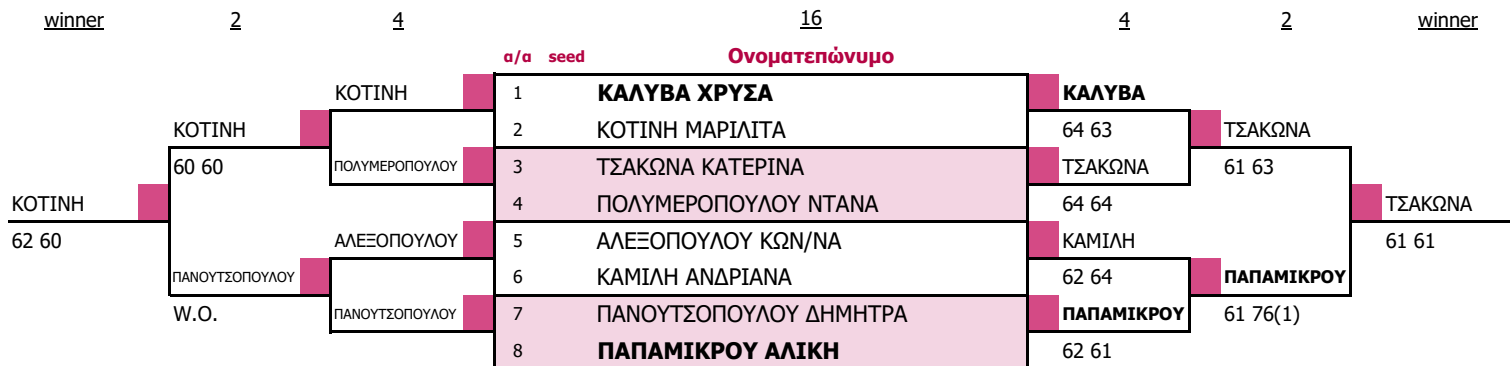 winner 2 4 16 4 2 winner
α/α seed Ονοματεπώνυμο
ΚΟΤΙΝΗ 1 ΚΑΛΥΒΑ ΧΡΥΣΑ ΚΑΛΥΒΑ
ΚΟΤΙΝΗ 2 ΚΟΤΙΝΗ ΜΑΡΙΛΙΤΑ 64 63 ΤΣΑΚΩΝΑ
60 60 ΠΟΛΥΜΕΡΟΠΟΥΛΟΥ 3 ΤΣΑΚΩΝΑ ΚΑΤΕΡΙΝΑ ΤΣΑΚΩΝΑ 61 63
ΚΟΤΙΝΗ 4 ΠΟΛΥΜΕΡΟΠΟΥΛΟΥ ΝΤΑΝΑ 64 64 ΤΣΑΚΩΝΑ
62 60 ΑΛΕΞΟΠΟΥΛΟΥ 5 ΑΛΕΞΟΠΟΥΛΟΥ ΚΩΝ/ΝΑ ΚΑΜΙΛΗ 61 61
ΠΑΝΟΥΤΣΟΠΟΥΛΟΥ 6 ΚΑΜΙΛΗ ΑΝΔΡΙΑΝΑ 62 64 ΠΑΠΑΜΙΚΡΟΥ
W.O. ΠΑΝΟΥΤΣΟΠΟΥΛΟΥ 7 ΠΑΝΟΥΤΣΟΠΟΥΛΟΥ ΔΗΜΗΤΡΑ ΠΑΠΑΜΙΚΡΟΥ 61 76(1)
8 ΠΑΠΑΜΙΚΡΟΥ ΑΛΙΚΗ 62 61